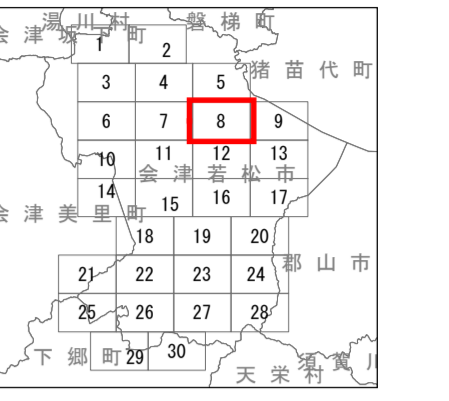 湯川村 磐梯町
会津坂下町
1 2
猪苗代町
3 4 5
6 7 8 9
10 11 12 13
会津若松市
14 15 16 17
会津美里町
18 19 20
郡山市
21 22 23 24
25 26 27 28
下郷町 29 30
天栄村
須賀川